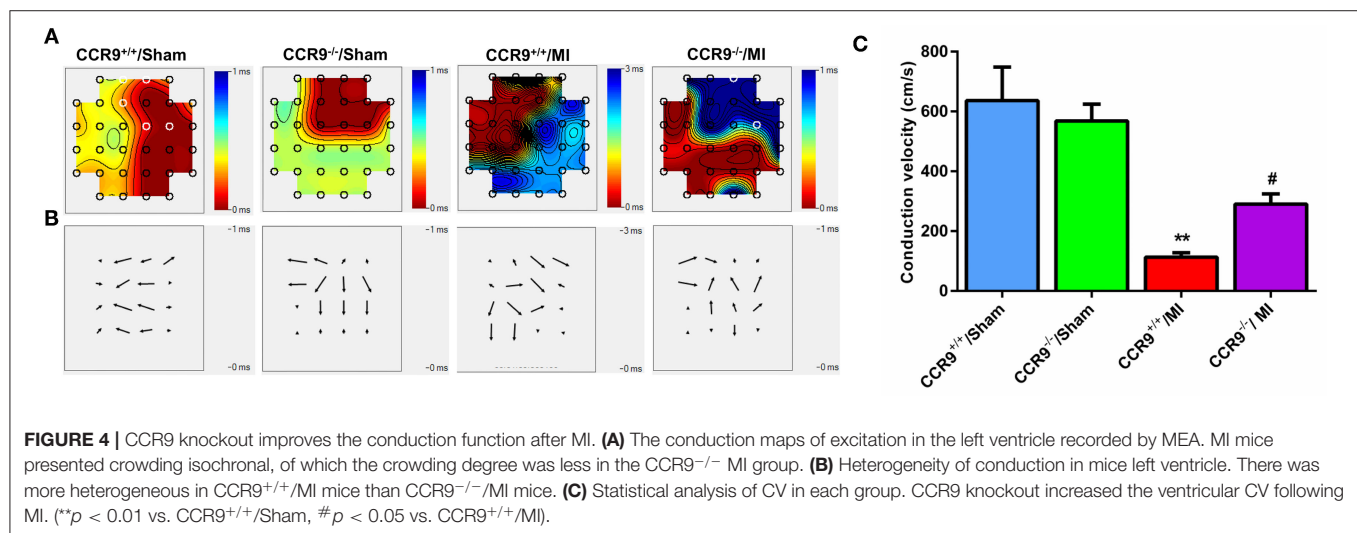 A
CCR9+/+/Sham
CCR9-/-/Sham
CCR9+/+/MI
CCR9-/-/MI
1 ms
1 ms
3 ms
1 ms
0 ms
0 ms
0 ms
0 ms
B
1 ms
1 ms
3 ms
1 ms
0 ms
0 ms
0 ms
0 ms
C
Conduction velocity (cm/s)
800
600
400
200
0
**
#
CCR9+/+/Sham
CCR9-/-/Sham
CCR9+/+/MI
CCR9-/-/ MI
FIGURE 4 | CCR9 knockout improves the conduction function after MI. (A) The conduction maps of excitation in the left ventricle recorded by MEA. MI mice
presented crowding isochronal, of which the crowding degree was less in the CCR9−/− MI group. (B) Heterogeneity of conduction in mice left ventricle. There was
more heterogeneous in CCR9+/+/MI mice than CCR9−/−/MI mice. (C) Statistical analysis of CV in each group. CCR9 knockout increased the ventricular CV following
MI. (**p < 0.01 vs. CCR9+/+/Sham, #p < 0.05 vs. CCR9+/+/MI).